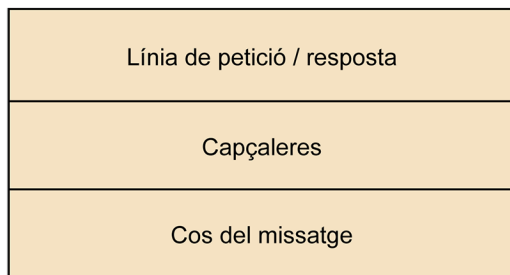 Línia de petició / resposta
Capçaleres
Cos del missatge